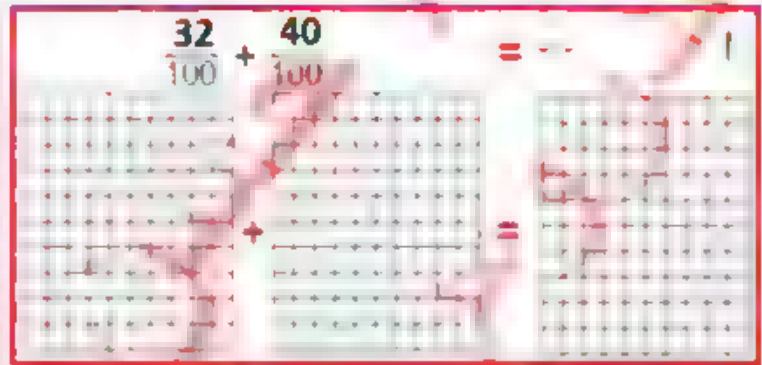 32/100 + 40/100 =
+ =